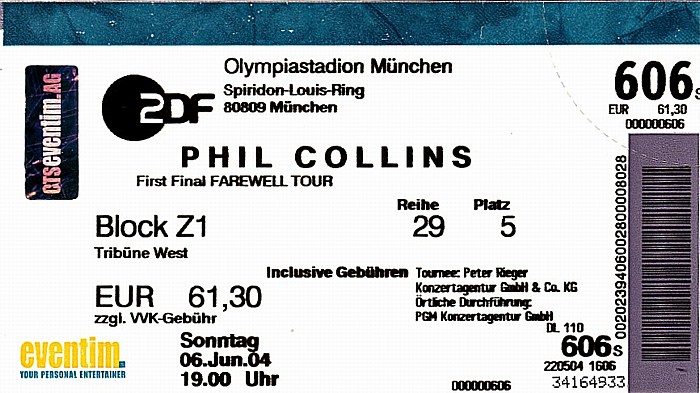 Olympiastadion München
Spiridon-Louis-Ring
80809 München
ZDF
CTSeventim.AG
606s
EUR 61,30
000000606
PHIL COLLINS
First Final FAREWELL TOUR
Reihe Platz
Block Z1 29 5
Tribüne West
Inclusive Gebühren
Tournee: Peter Rieger
Konzertagentur GmbH & Co. KG
Örtliche Durchführung:
PGM Konzertagentur GmbH
EUR 61,30
zzgl. VVK-Gebühr
DL 110
Sonntag
06.Jun.04
19.00 Uhr
eventim.
YOUR PERSONAL ENTERTAINER
606s
220504 1606
000000606
34164933
0020239406002800008028